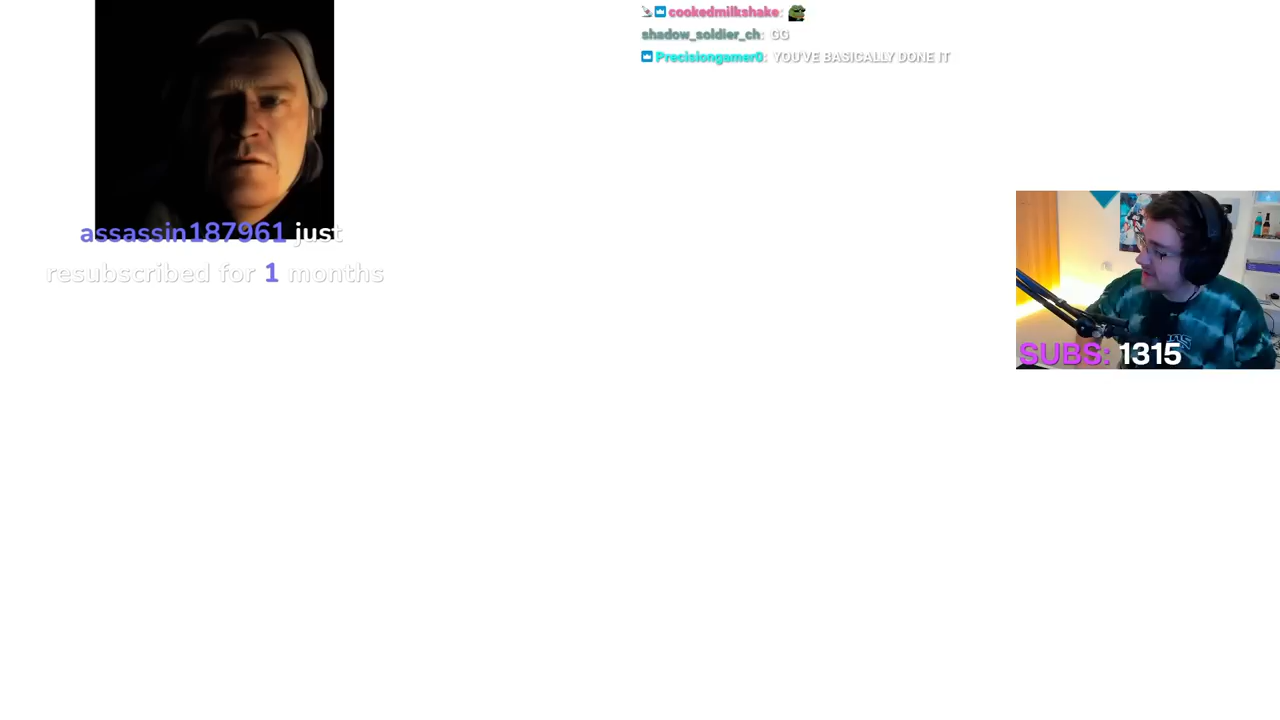 cookedmilkshake:
shadow_soldier_ch: GG
Precisiongamer0: YOU'VE BASICALLY DONE IT
assassin187961 just
resubscribed for 1 months
SUBS: 1315